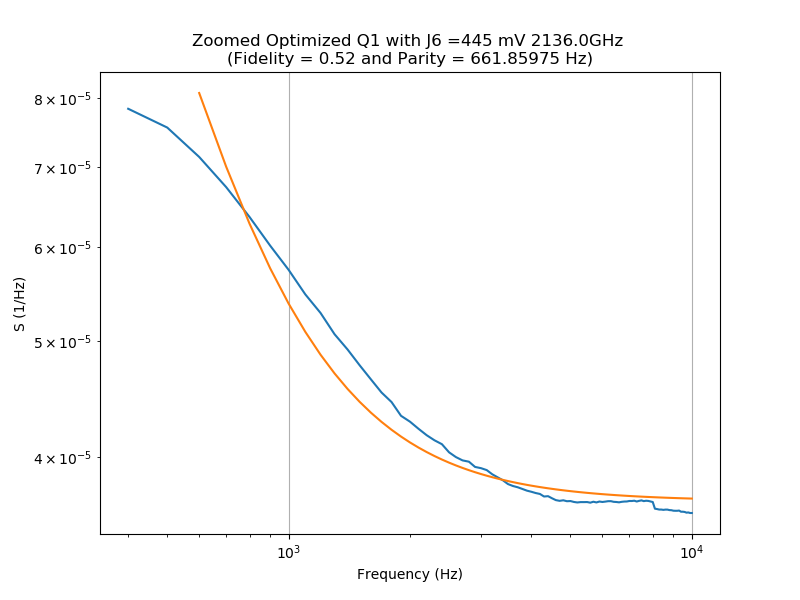 Zoomed Optimized Q1 with J6 =445 mV 2136.0GHz
(Fidelity = 0.52 and Parity = 661.85975 Hz)
8 × 10⁻⁵
7 × 10⁻⁵
6 × 10⁻⁵
5 × 10⁻⁵
4 × 10⁻⁵
S (1/Hz)
10³ 10⁴
Frequency (Hz)